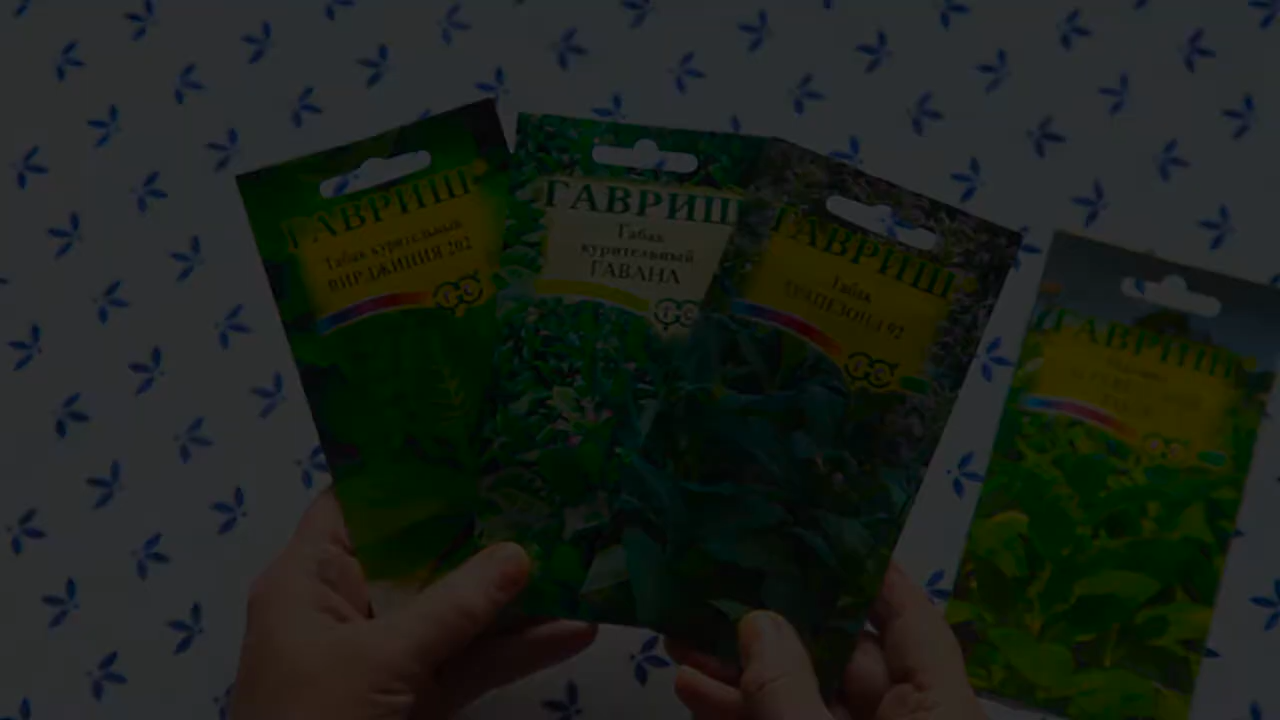 ГАВРИШ
Табак курительный
ВИРДЖИНИЯ 202
ГАВРИШ
Табак
курительный
ГАВАНА
ГАВРИШ
Табак
ТРАПЕЗОНД 92
ГАВРИШ